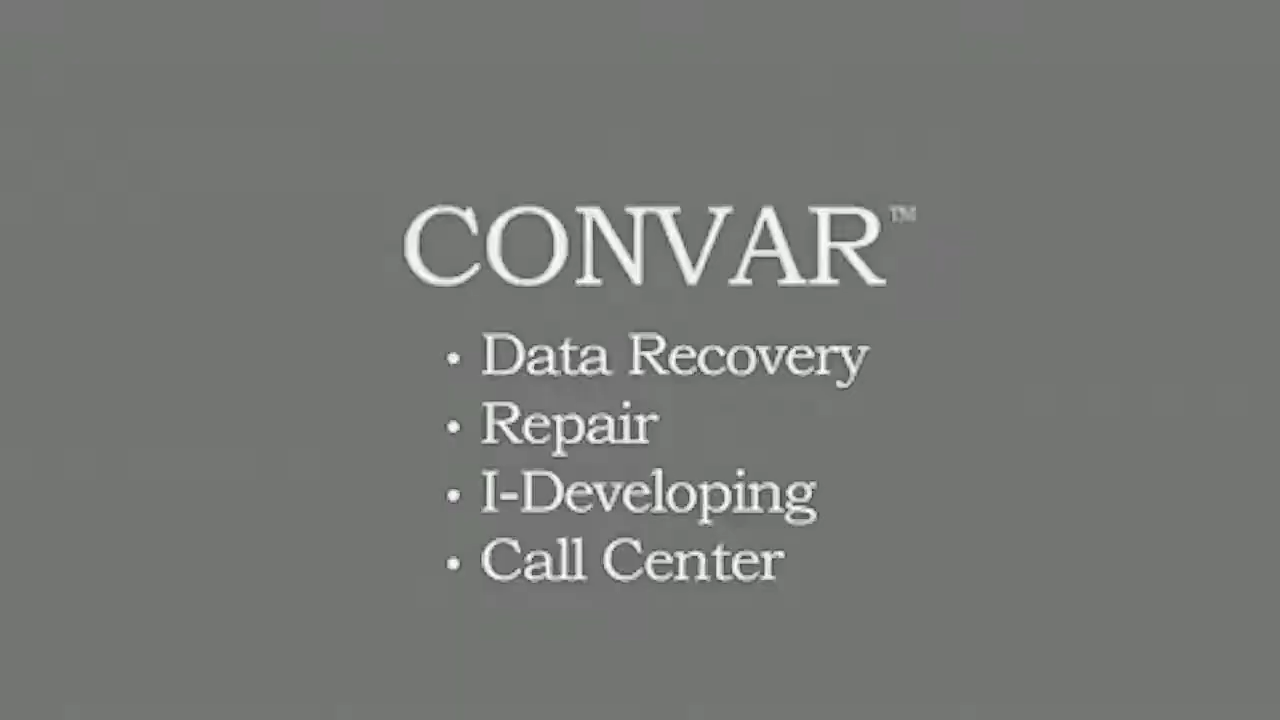 CONVAR™
• Data Recovery
• Repair
• I-Developing
• Call Center